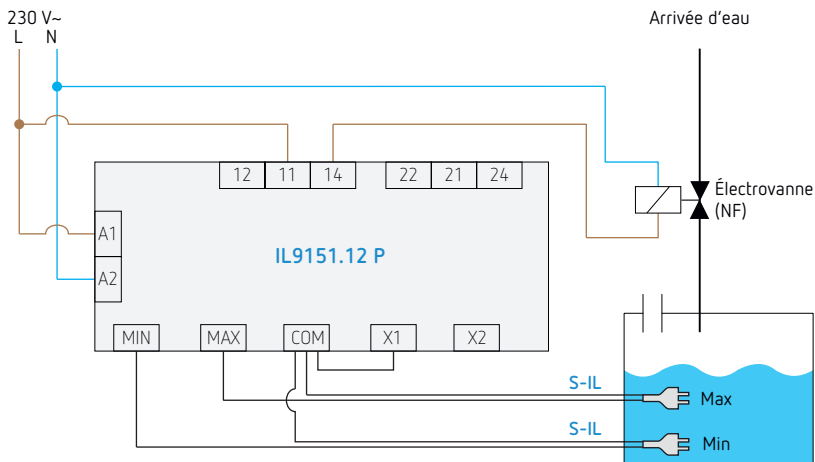 230 V~
L N
Arrivée d'eau
12 11 14 22 21 24
Électrovanne
(NF)
A1
IL9151.12 P
A2
MIN MAX COM X1 X2
S-IL
Max
S-IL
Min